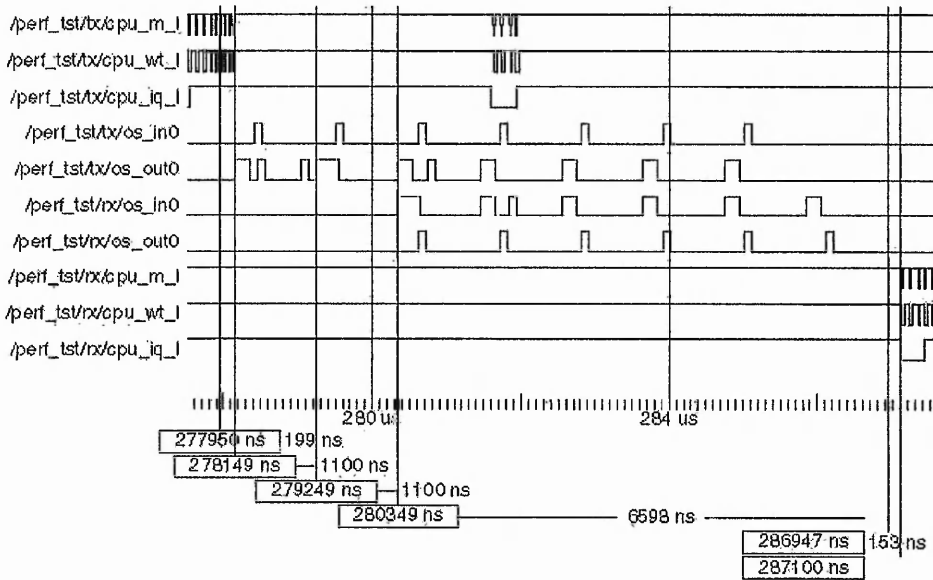 /perf_tst/tx/cpu_m_l
/perf_tst/tx/cpu_wt_l
/perf_tst/tx/cpu_iq_l
/perf_tst/tx/os_in0
/perf_tst/tx/os_out0
/perf_tst/rx/os_in0
/perf_tst/rx/os_out0
/perf_tst/rx/cpu_m_l
/perf_tst/rx/cpu_wt_l
/perf_tst/rx/cpu_iq_l
280 us 284 us
277950 ns 199 ns
278149 ns 1100 ns
279249 ns 1100 ns
280349 ns 6598 ns
286947 ns 153 ns
287100 ns